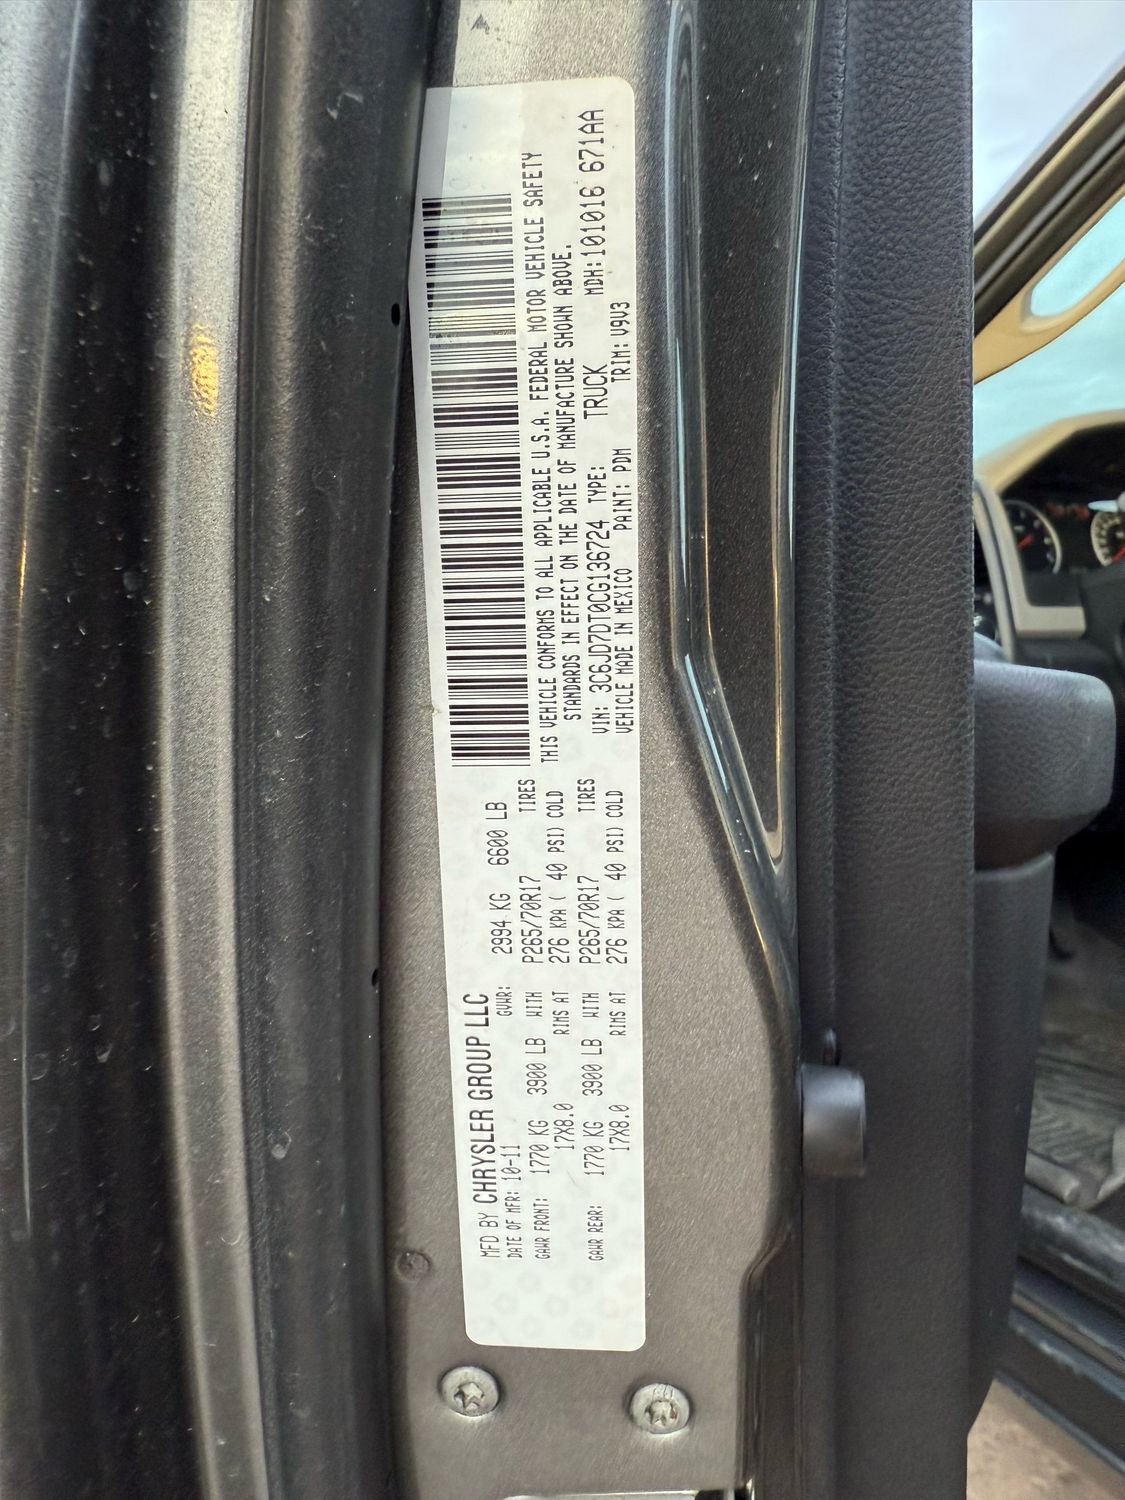 MFD BY CHRYSLER GROUP LLC
DATE OF MFR: 10-11 GVWR: 2994 KG 6600 LB
GAWR FRONT: 1770 KG 3900 LB WITH P265/70R17 TIRES
17X8.0 RIMS AT 276 KPA ( 40 PSI) COLD
GAWR REAR: 1770 KG 3900 LB WITH P265/70R17 TIRES
17X8.0 RIMS AT 276 KPA ( 40 PSI) COLD
THIS VEHICLE CONFORMS TO ALL APPLICABLE U.S.A. FEDERAL MOTOR VEHICLE SAFETY
STANDARDS IN EFFECT ON THE DATE OF MANUFACTURE SHOWN ABOVE.
VIN: 3C6JD7DT0CG136724 TYPE: TRUCK MDH: 101016 671AA
VEHICLE MADE IN MEXICO PAINT: PDM TRIM: V9V3